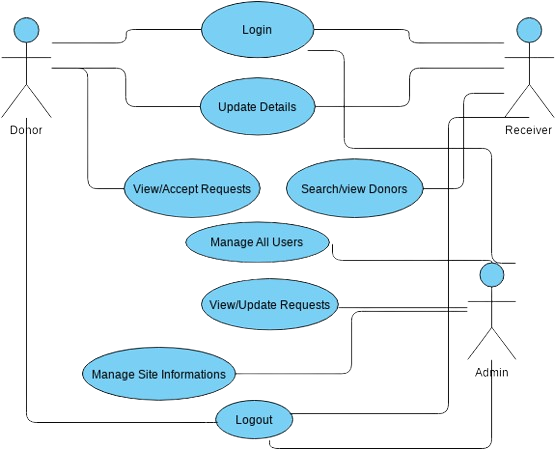 Login
Update Details
Donor
Receiver
View/Accept Requests
Search/view Donors
Manage All Users
View/Update Requests
Manage Site Informations
Admin
Logout